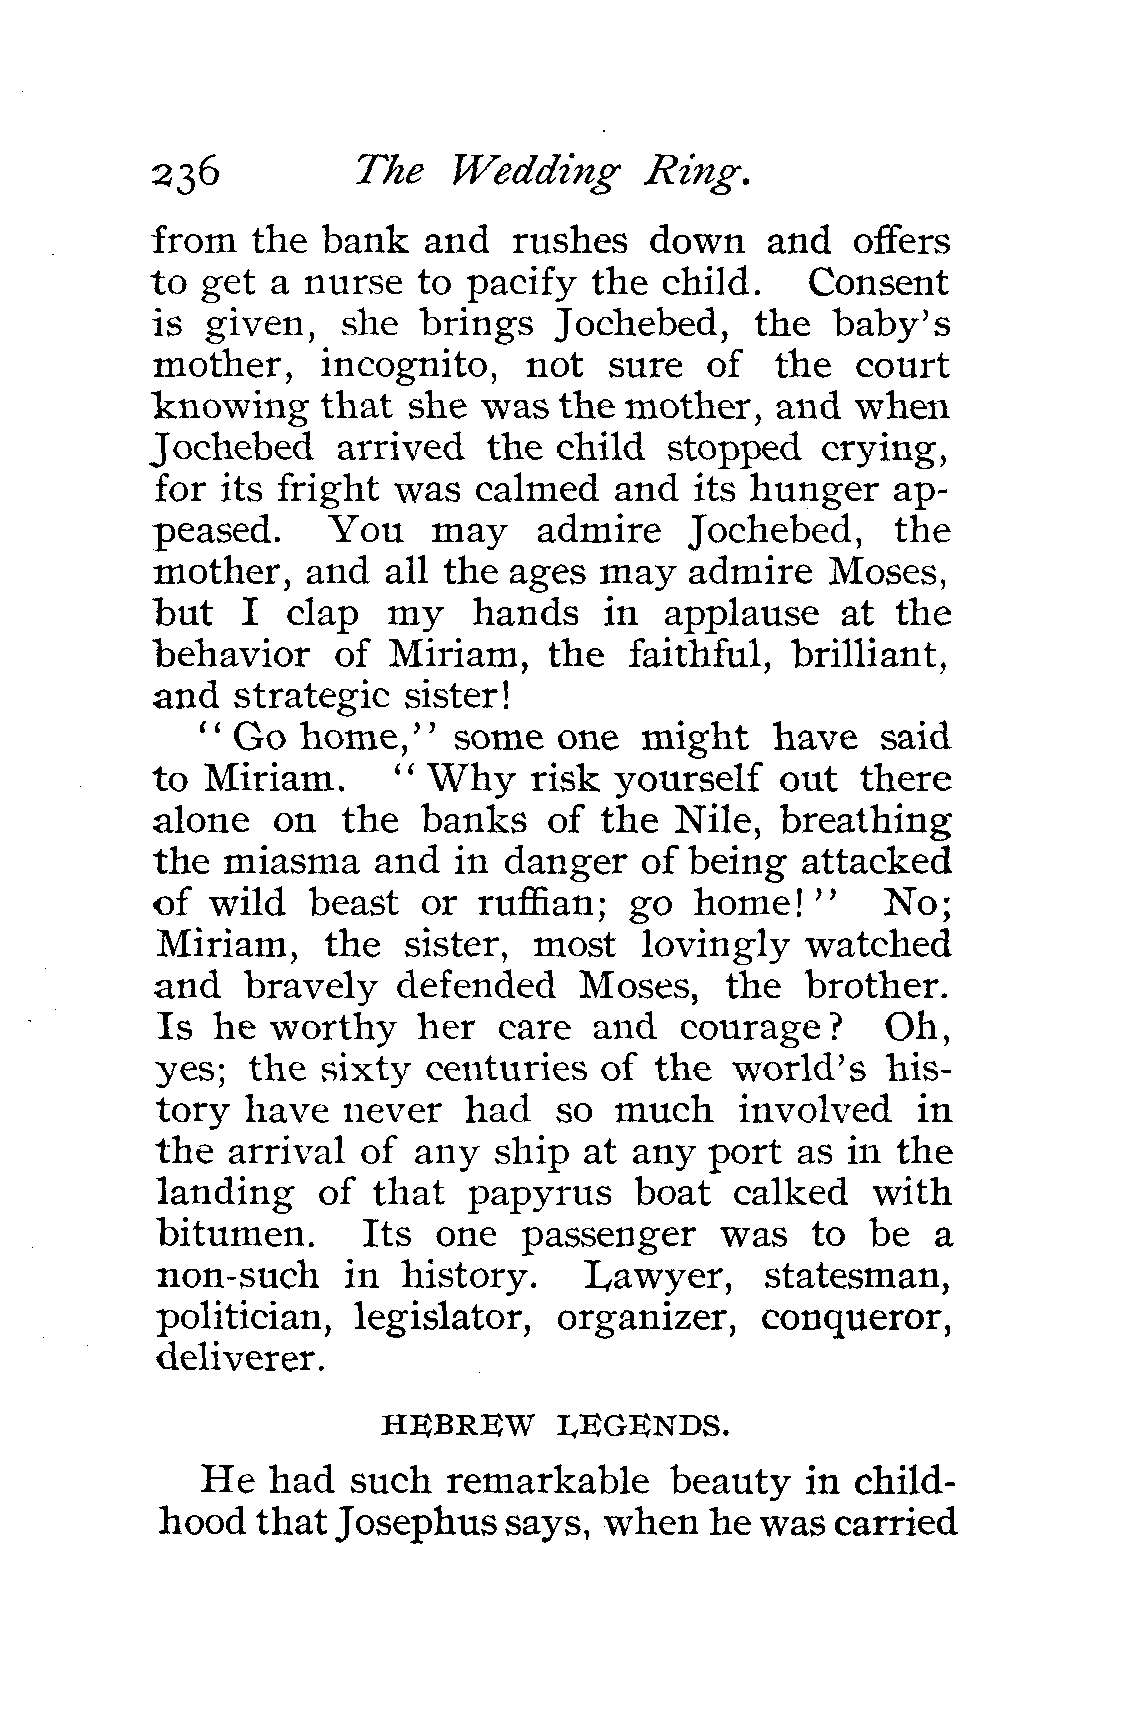 236 The Wedding Ring.
from the bank and rushes down and offers
to get a nurse to pacify the child. Consent
is given, she brings Jochebed, the baby's
mother, incognito, not sure of the court
knowing that she was the mother, and when
Jochebed arrived the child stopped crying,
for its fright was calmed and its hunger ap-
peased. You may admire Jochebed, the
mother, and all the ages may admire Moses,
but I clap my hands in applause at the
behavior of Miriam, the faithful, brilliant,
and strategic sister!
"Go home," some one might have said
to Miriam. "Why risk yourself out there
alone on the banks of the Nile, breathing
the miasma and in danger of being attacked
of wild beast or ruffian; go home!" No;
Miriam, the sister, most lovingly watched
and bravely defended Moses, the brother.
Is he worthy her care and courage? Oh,
yes; the sixty centuries of the world's his-
tory have never had so much involved in
the arrival of any ship at any port as in the
landing of that papyrus boat calked with
bitumen. Its one passenger was to be a
non-such in history. Lawyer, statesman,
politician, legislator, organizer, conqueror,
deliverer.
HEBREW LEGENDS.
He had such remarkable beauty in child-
hood that Josephus says, when he was carried